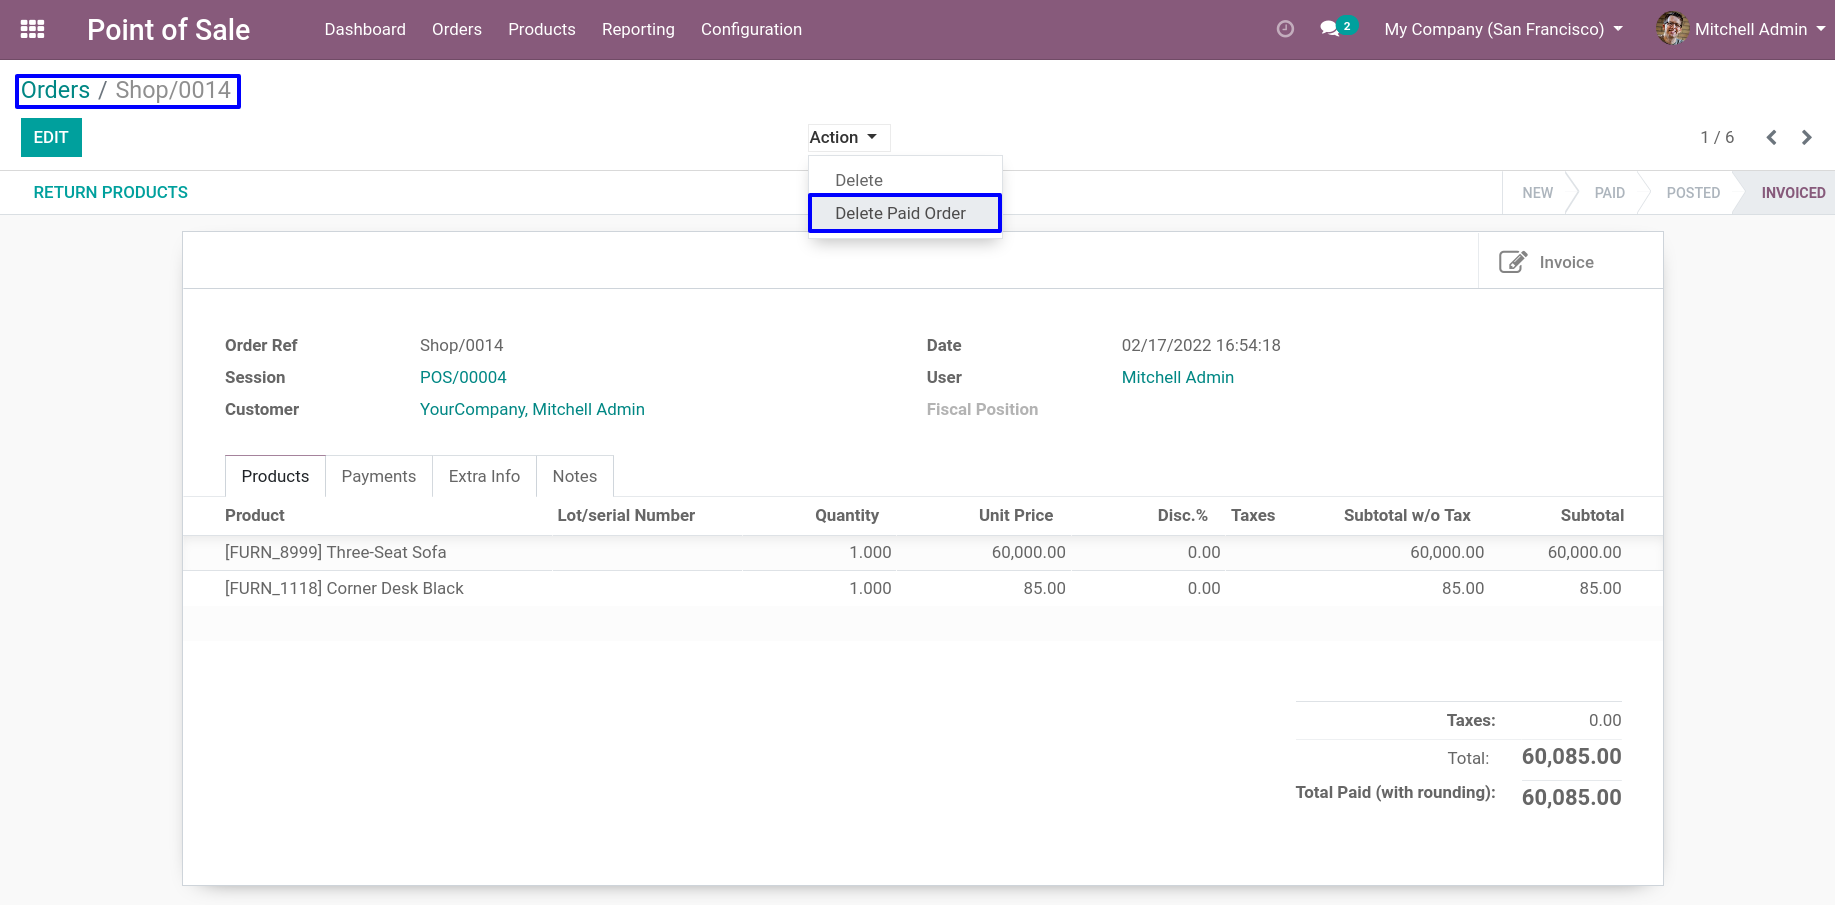 Point of Sale Dashboard Orders Products Reporting Configuration 2 My Company (San Francisco) Mitchell Admin
Orders / Shop/0014
EDIT Action 1 / 6
Delete
RETURN PRODUCTS NEW PAID POSTED INVOICED
Delete Paid Order
Invoice
Order Ref Shop/0014 Date 02/17/2022 16:54:18
Session POS/00004 User Mitchell Admin
Customer YourCompany, Mitchell Admin Fiscal Position
Products Payments Extra Info Notes
Product Lot/serial Number Quantity Unit Price Disc.% Taxes Subtotal w/o Tax Subtotal
[FURN_8999] Three-Seat Sofa 1.000 60,000.00 0.00 60,000.00 60,000.00
[FURN_1118] Corner Desk Black 1.000 85.00 0.00 85.00 85.00
Taxes: 0.00
Total: 60,085.00
Total Paid (with rounding): 60,085.00